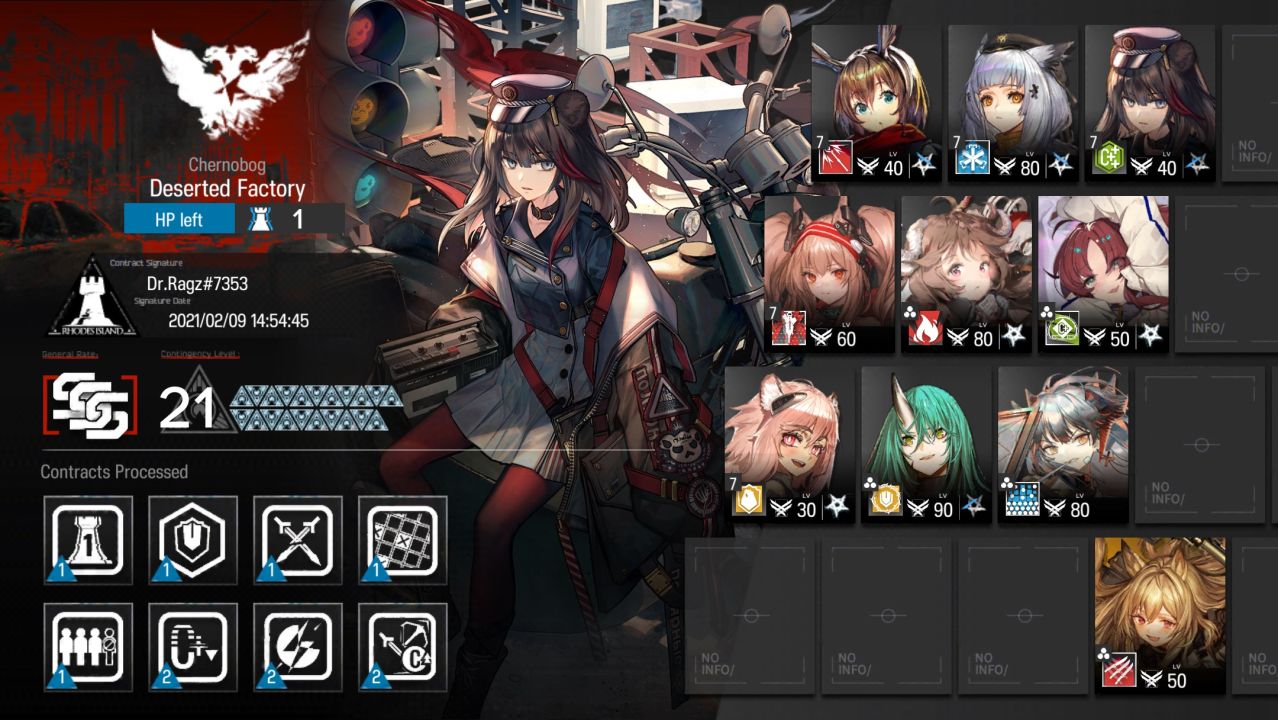 Chernobog
Deserted Factory
HP left 1
Contract Signature
Dr.Ragz#7353
Signature Date
2021/02/09 14:54:45
RHODES ISLAND
General Rate:
Contingency Level:
21
Contracts Processed
1
1 1 1 1
1 2 2 2
7 LV 40
7 LV 80
7 LV 40
NO INFO/
7 LV 60
LV 80
LV 50
NO INFO/
7 LV 30
LV 90
LV 80
NO INFO/
NO INFO/
NO INFO/
NO INFO/
LV 50
NO INFO